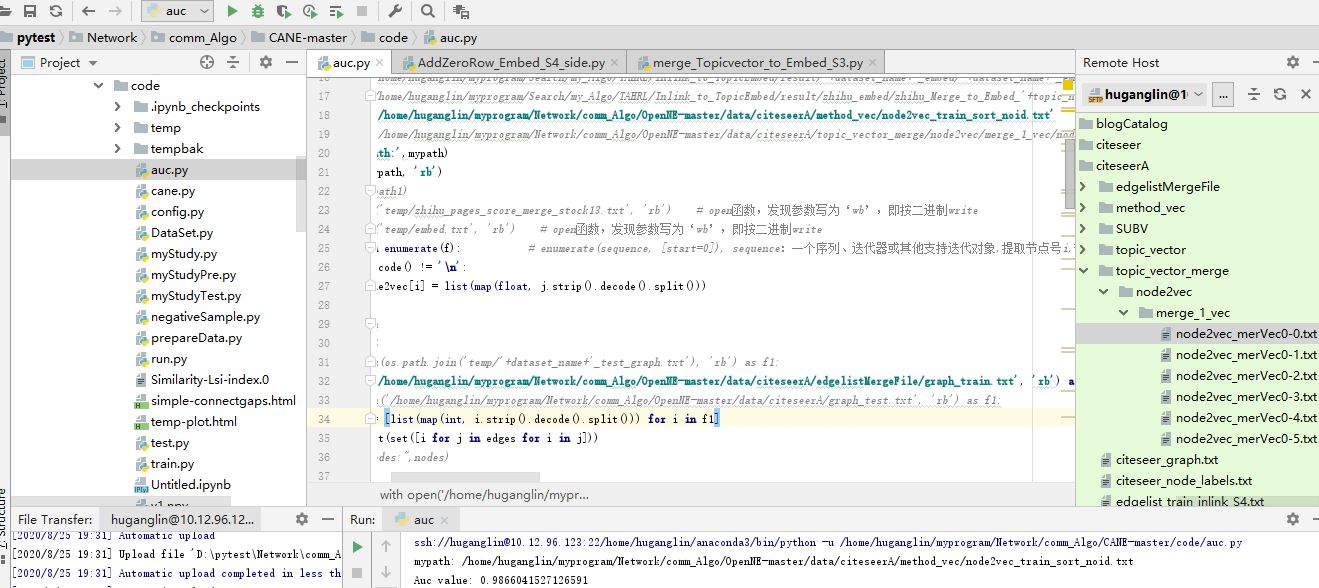 auc
pytest Network comm_Algo CANE-master code auc.py
Project
auc.py
AddZeroRow_Embed_S4_side.py
merge_Topicvector_to_Embed_S3.py
Remote Host
code
.ipynb_checkpoints
temp
tempbak
auc.py
cane.py
config.py
DataSet.py
myStudy.py
myStudyPre.py
myStudyTest.py
negativeSample.py
prepareData.py
run.py
Similarity-Lsi-index.0
simple-connectgaps.html
temp-plot.html
test.py
train.py
Untitled.ipynb
17 /home/huganglin/myprogram/Search/my_Algo/TAHRL/Inlink_to_TopicEmbed/result/zhihu_embed/zhihu_Merge_to_Embed_'+topic_n
18 /home/huganglin/myprogram/Network/comm_Algo/OpenNE-master/data/citeseerA/method_vec/node2vec_train_sort_noid.txt'
19 /home/huganglin/myprogram/Network/comm_Algo/OpenNE-master/data/citeseerA/topic_vector_merge/node2vec/merge_1_vec/nod
20 th:',mypath)
21 rpath, 'rb')
22 ath1)
23 ('temp/zhihu_pages_score_merge_stock13.txt', 'rb') # open函数，发现参数写为‘wb’，即按二进制write
24 ('temp/embed.txt', 'rb') # open函数，发现参数写为‘wb’，即按二进制write
25 enumerate(f): # enumerate(sequence, [start=0]), sequence：一个序列、迭代器或其他支持迭代对象,提取节点号i,
26 code() != '\n':
27 e2vec[i] = list(map(float, j.strip().decode().split()))
28
29
30
31 (os.path.join('temp/'+dataset_name+'_test_graph.txt'), 'rb') as f1:
32 /home/huganglin/myprogram/Network/comm_Algo/OpenNE-master/data/citeseerA/edgelistMergeFile/graph_train.txt', 'rb') a
33 ('/home/huganglin/myprogram/Network/comm_Algo/OpenNE-master/data/citeseerA/graph_test.txt', 'rb') as f1:
34 [list(map(int, i.strip().decode().split())) for i in f1]
35 t(set([i for j in edges for i in j]))
36 des:",nodes)
37
with open('/home/huganglin/mypr...
huganglin@1
...
blogCatalog
citeseer
citeseerA
edgelistMergeFile
method_vec
SUBV
topic_vector
topic_vector_merge
node2vec
merge_1_vec
node2vec_merVec0-0.txt
node2vec_merVec0-1.txt
node2vec_merVec0-2.txt
node2vec_merVec0-3.txt
node2vec_merVec0-4.txt
node2vec_merVec0-5.txt
citeseer_graph.txt
citeseer_node_labels.txt
edgelist_train_inlink_S4.txt
File Transfer: huganglin@10.12.96.12...
[2020/8/25 19:31] Automatic upload
[2020/8/25 19:31] Upload file 'D:\pytest\Network\comm_A
[2020/8/25 19:31] Automatic upload completed in less th
Run: auc
ssh://huganglin@10.12.96.123:22/home/huganglin/anaconda3/bin/python -u /home/huganglin/myprogram/Network/comm_Algo/CANE-master/code/auc.py
mypath: /home/huganglin/myprogram/Network/comm_Algo/OpenNE-master/data/citeseerA/method_vec/node2vec_train_sort_noid.txt
Auc value: 0.9866041527126591